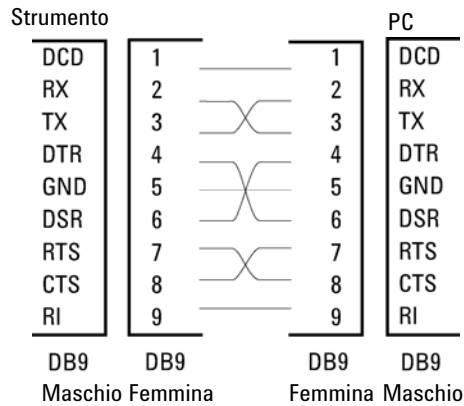 Strumento PC
DCD 1 1 DCD
RX 2 2 RX
TX 3 3 TX
DTR 4 4 DTR
GND 5 5 GND
DSR 6 6 DSR
RTS 7 7 RTS
CTS 8 8 CTS
RI 9 9 RI
DB9 DB9 DB9 DB9
Maschio Femmina Femmina Maschio